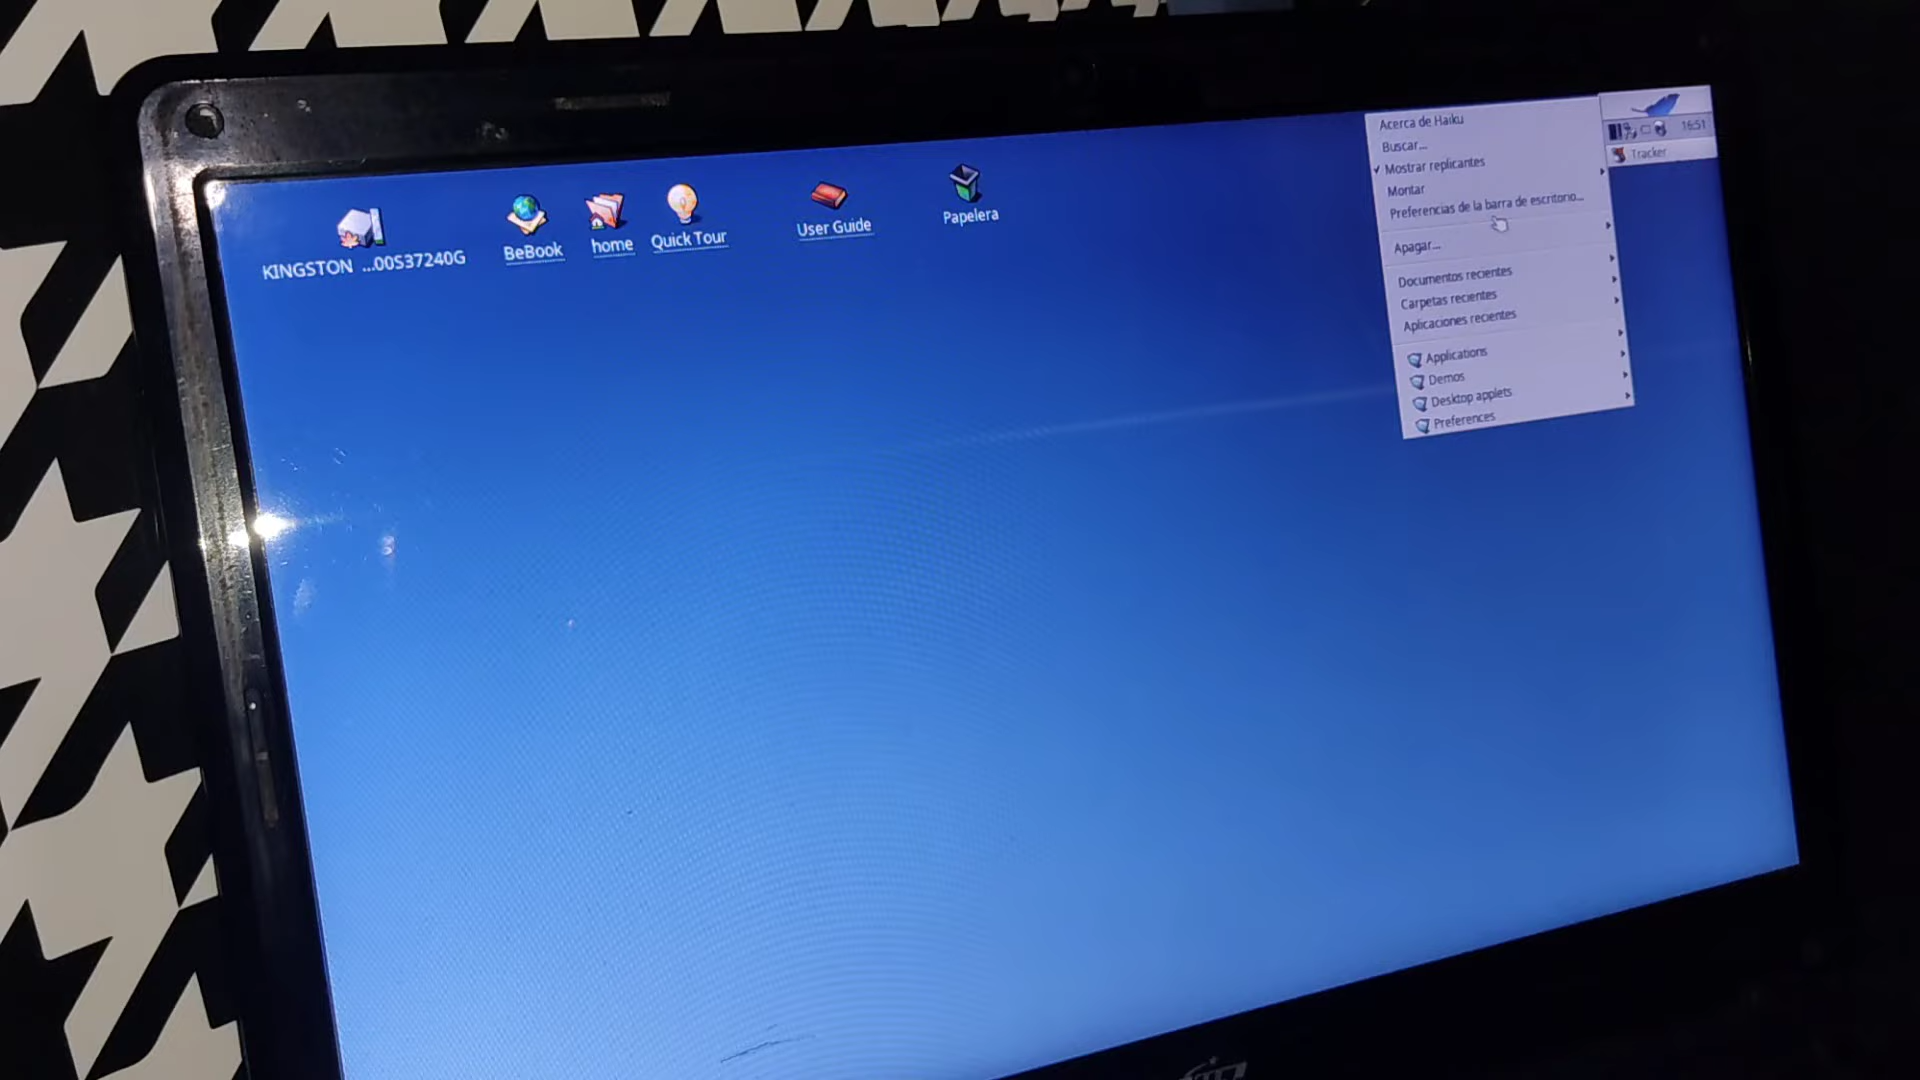 KINGSTON ...00S37240G
BeBook
home
Quick Tour
User Guide
Papelera
Acerca de Haiku
Buscar...
✓ Mostrar replicantes
Montar
Preferencias de la barra de escritorio...
Apagar...
Documentos recientes
Carpetas recientes
Aplicaciones recientes
Applications
Demos
Desktop applets
Preferences
16:51
Tracker